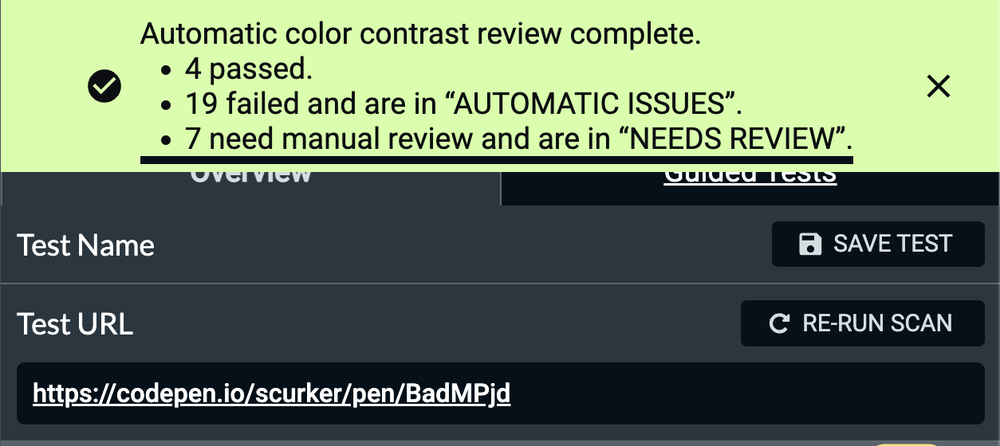 Automatic color contrast review complete.
• 4 passed.
• 19 failed and are in “AUTOMATIC ISSUES”.
• 7 need manual review and are in “NEEDS REVIEW”.
Overview
Guided Tests
Test Name
SAVE TEST
Test URL
RE-RUN SCAN
https://codepen.io/scurker/pen/BadMPjd